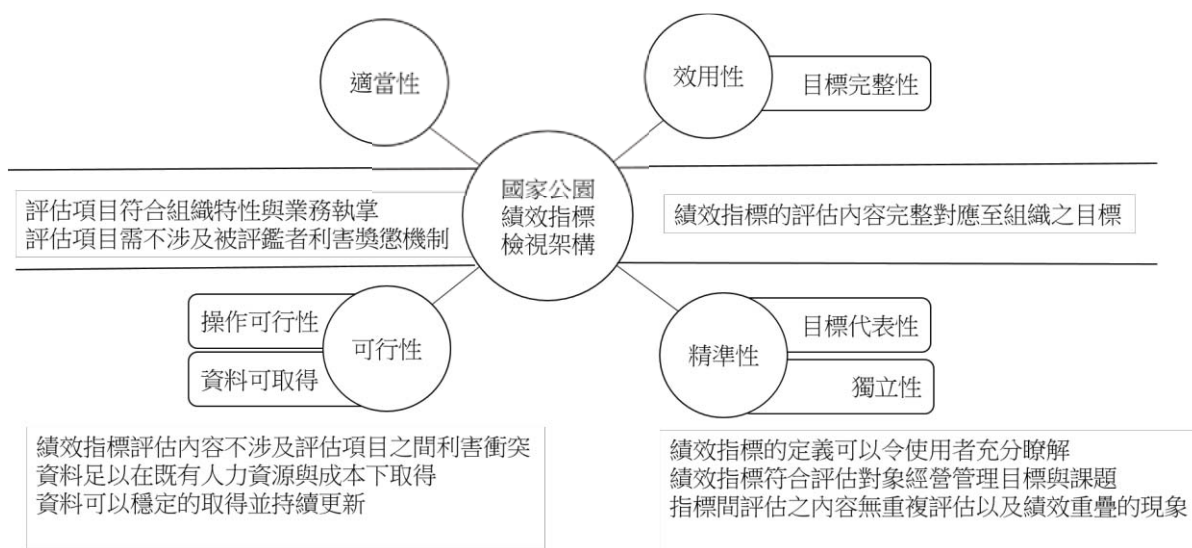 適當性
效用性
目標完整性
國家公園
績效指標
檢視架構
評估項目符合組織特性與業務執掌
評估項目需不涉及被評鑑者利害獎懲機制
績效指標的評估內容完整對應至組織之目標
操作可行性
資料可取得
可行性
目標代表性
精準性
獨立性
績效指標評估內容不涉及評估項目之間利害衝突
資料足以在既有人力資源與成本下取得
資料可以穩定的取得並持續更新
績效指標的定義可以令使用者充分瞭解
績效指標符合評估對象經營管理目標與課題
指標間評估之內容無重複評估以及績效重疊的現象